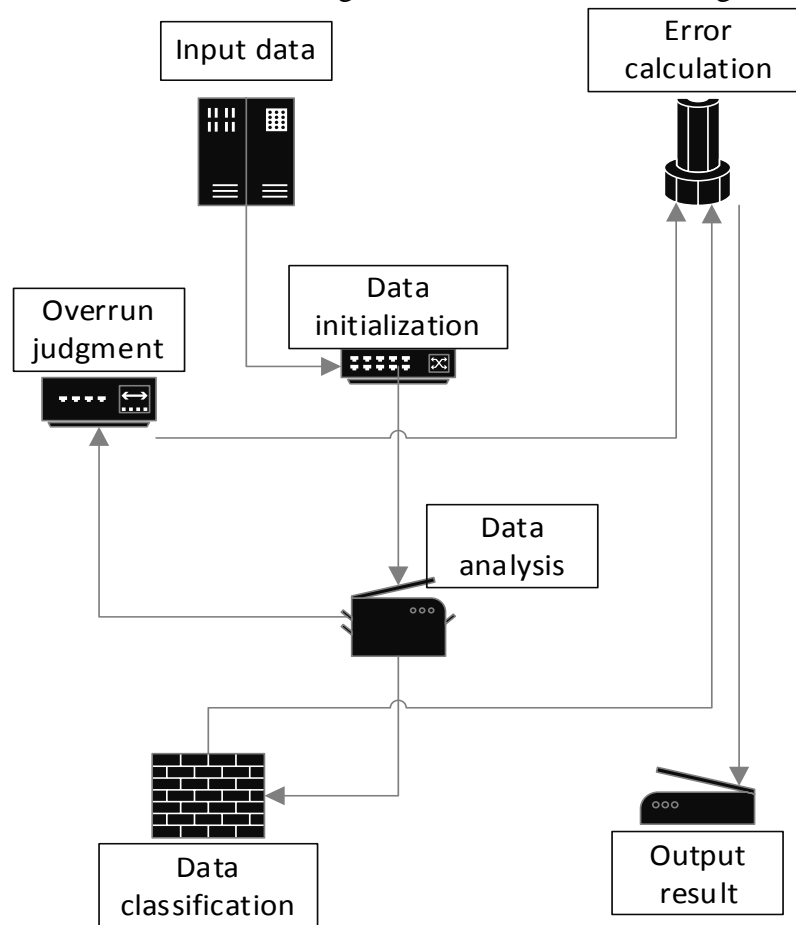 Input data
Error
calculation
Data
initialization
Overrun
judgment
Data
analysis
Data
classification
Output
result